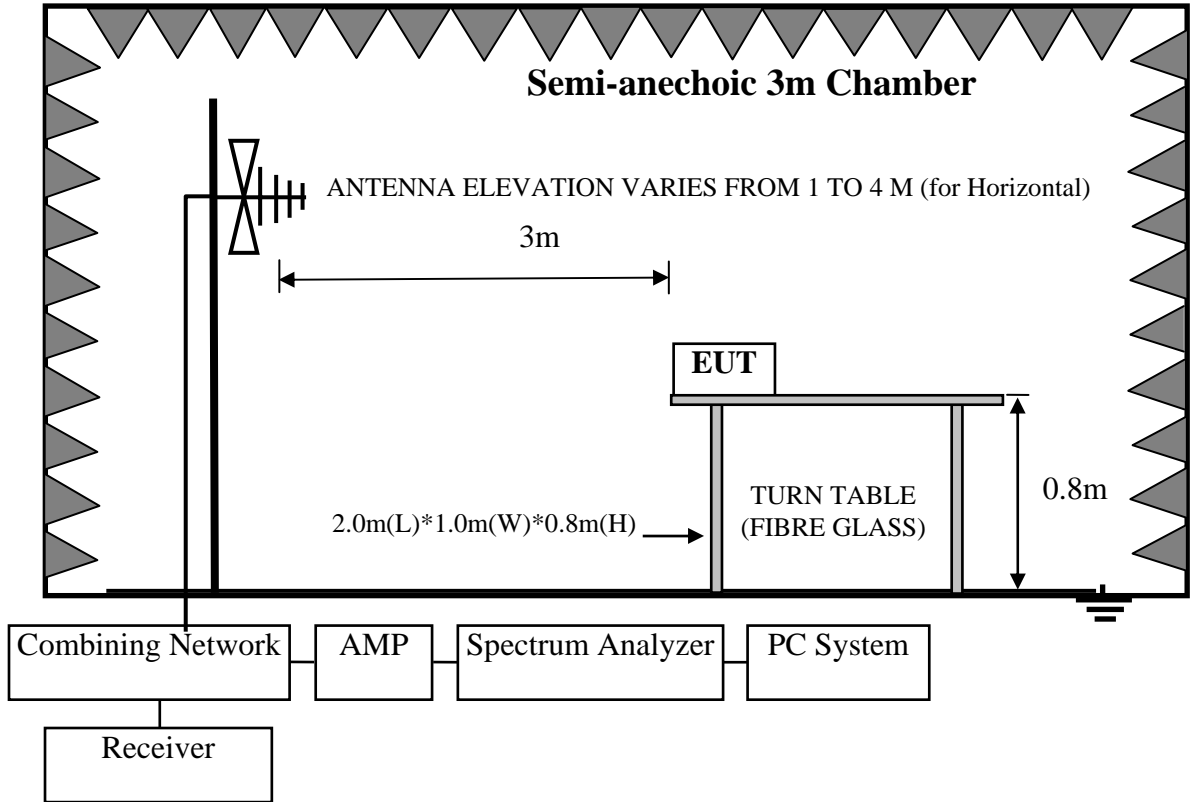 Semi-anechoic 3m Chamber
ANTENNA ELEVATION VARIES FROM 1 TO 4 M (for Horizontal)
3m
EUT
TURN TABLE
(FIBRE GLASS)
2.0m(L)*1.0m(W)*0.8m(H)
0.8m
Combining Network
AMP
Spectrum Analyzer
PC System
Receiver